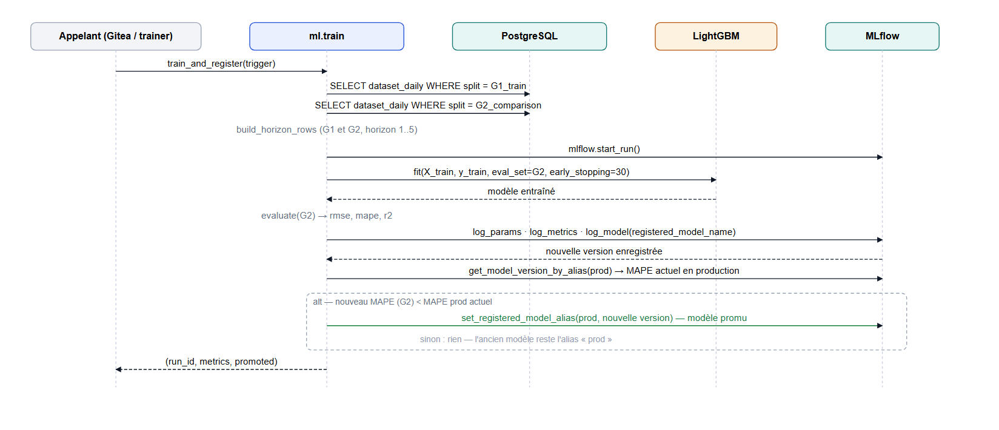 Appelant (Gitea / trainer)
ml.train
PostgreSQL
LightGBM
MLflow
train_and_register(trigger)
SELECT dataset_daily WHERE split = G1_train
SELECT dataset_daily WHERE split = G2_comparison
build_horizon_rows (G1 et G2, horizon 1..5)
mlflow.start_run()
fit(X_train, y_train, eval_set=G2, early_stopping=30)
modèle entraîné
evaluate(G2) → rmse, mape, r2
log_params · log_metrics · log_model(registered_model_name)
nouvelle version enregistrée
get_model_version_by_alias(prod) → MAPE actuel en production
alt — nouveau MAPE (G2) < MAPE prod actuel
set_registered_model_alias(prod, nouvelle version) — modèle promu
sinon : rien — l'ancien modèle reste l'alias « prod »
(run_id, metrics, promoted)